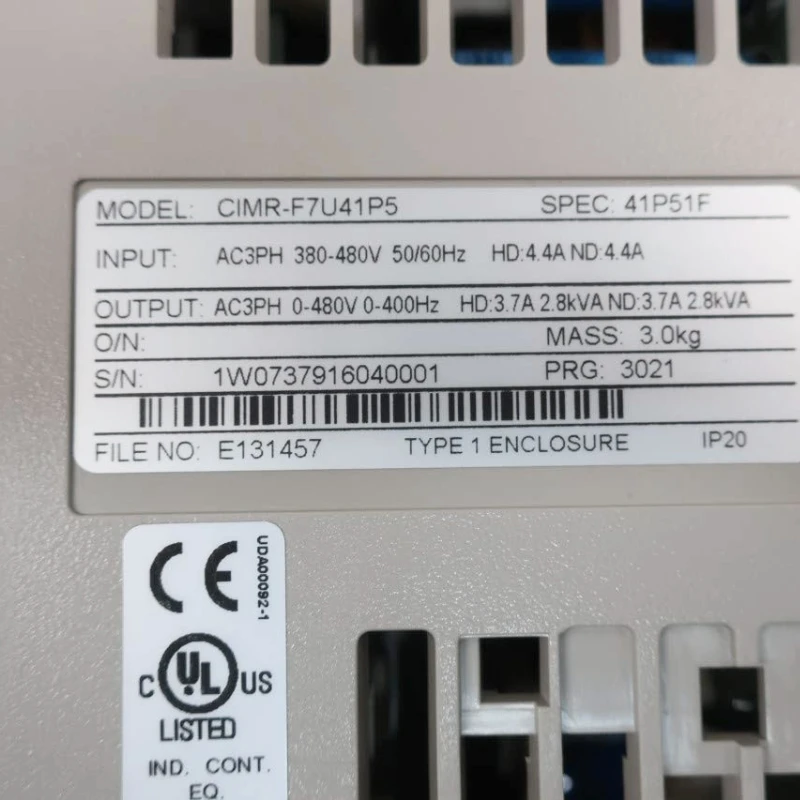 MODEL: CIMR-F7U41P5 SPEC: 41P51F
INPUT: AC3PH 380-480V 50/60Hz HD:4.4A ND:4.4A
OUTPUT: AC3PH 0-480V 0-400Hz HD:3.7A 2.8kVA ND:3.7A 2.8kVA
O/N: MASS: 3.0kg
S/N: 1W0737916040001 PRG: 3021
FILE NO: E131457 TYPE 1 ENCLOSURE IP20
CE
UDA00092-1
C UL US
LISTED
IND. CONT.
EQ.